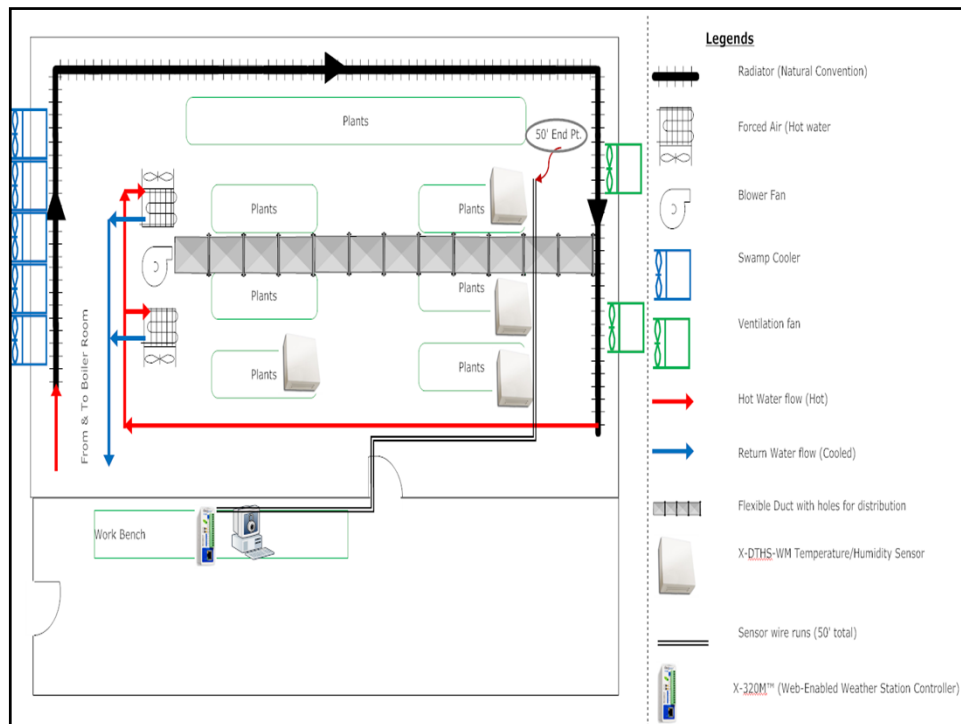 Legends
Radiator (Natural Convention)
Forced Air (Hot water
Blower Fan
Swamp Cooler
Ventilation fan
Hot Water flow (Hot)
Return Water flow (Cooled)
Flexible Duct with holes for distribution
X-DTHS-WM Temperature/Humidity Sensor
Sensor wire runs (50' total)
X-320M™ (Web-Enabled Weather Station Controller)
Plants
50' End Pt.
Plants
Plants
Plants
Plants
Plants
Plants
From & To Boiler Room
Work Bench